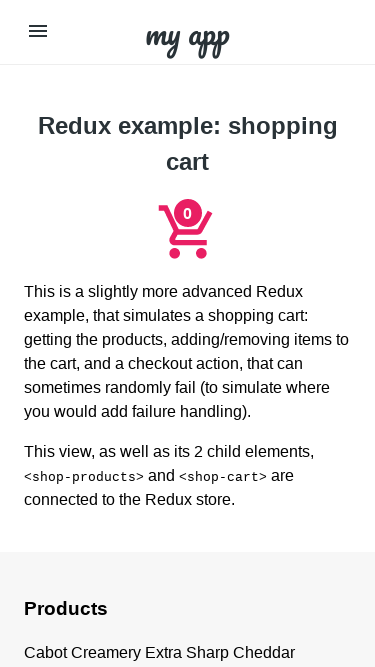 my app
Redux example: shopping
cart
0
This is a slightly more advanced Redux
example, that simulates a shopping cart:
getting the products, adding/removing items to
the cart, and a checkout action, that can
sometimes randomly fail (to simulate where
you would add failure handling).
This view, as well as its 2 child elements,
<shop-products> and <shop-cart> are
connected to the Redux store.
Products
Cabot Creamery Extra Sharp Cheddar